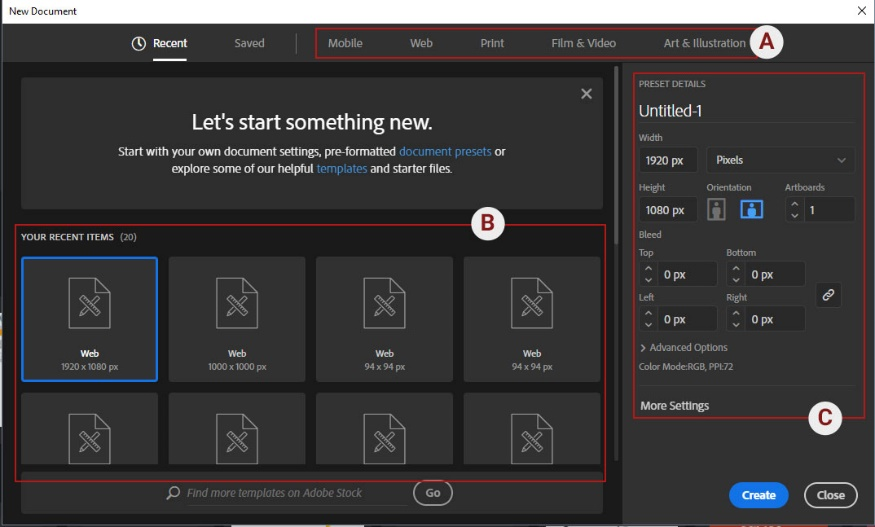 New Document
Recent Saved Mobile Web Print Film & Video Art & Illustration A
Let's start something new.
Start with your own document settings, pre-formatted document presets or
explore some of our helpful templates and starter files.
B
YOUR RECENT ITEMS (20)
Web Web Web Web
1920 x 1080 px 1000 x 1000 px 94 x 94 px 94 x 94 px
Find more templates on Adobe Stock Go
PRESET DETAILS
Untitled-1
Width
1920 px Pixels
Height Orientation Artboards
1080 px 1
Bleed
Top Bottom
0 px 0 px
Left Right
0 px 0 px
Advanced Options
Color Mode:RGB, PPI:72
More Settings
C
Create Close